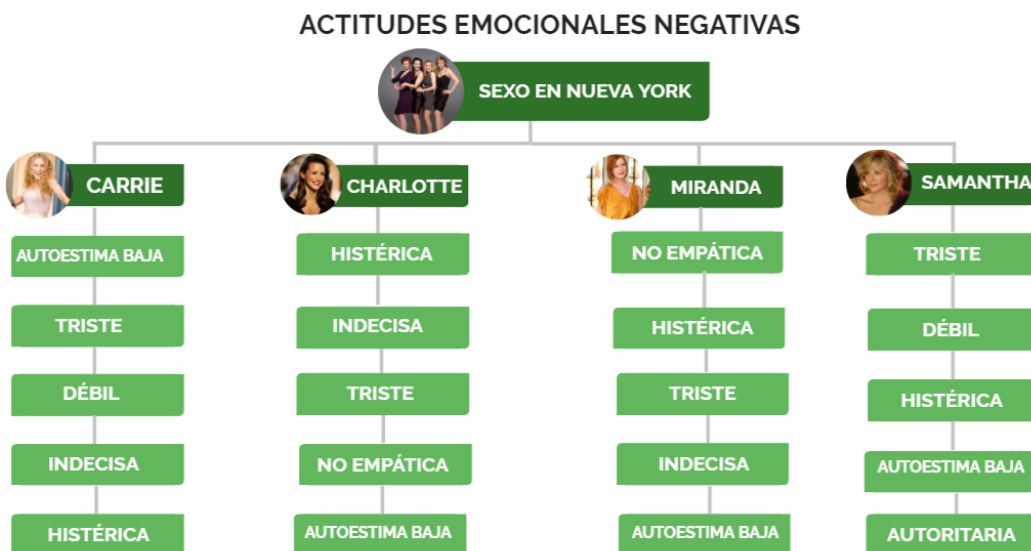 ACTITUDES EMOCIONALES NEGATIVAS
SEXO EN NUEVA YORK
CARRIE
AUTOESTIMA BAJA
TRISTE
DÉBIL
INDECISA
HISTÉRICA
CHARLOTTE
HISTÉRICA
INDECISA
TRISTE
NO EMPÁTICA
AUTOESTIMA BAJA
MIRANDA
NO EMPÁTICA
HISTÉRICA
TRISTE
INDECISA
AUTOESTIMA BAJA
SAMANTHA
TRISTE
DÉBIL
HISTÉRICA
AUTOESTIMA BAJA
AUTORITARIA